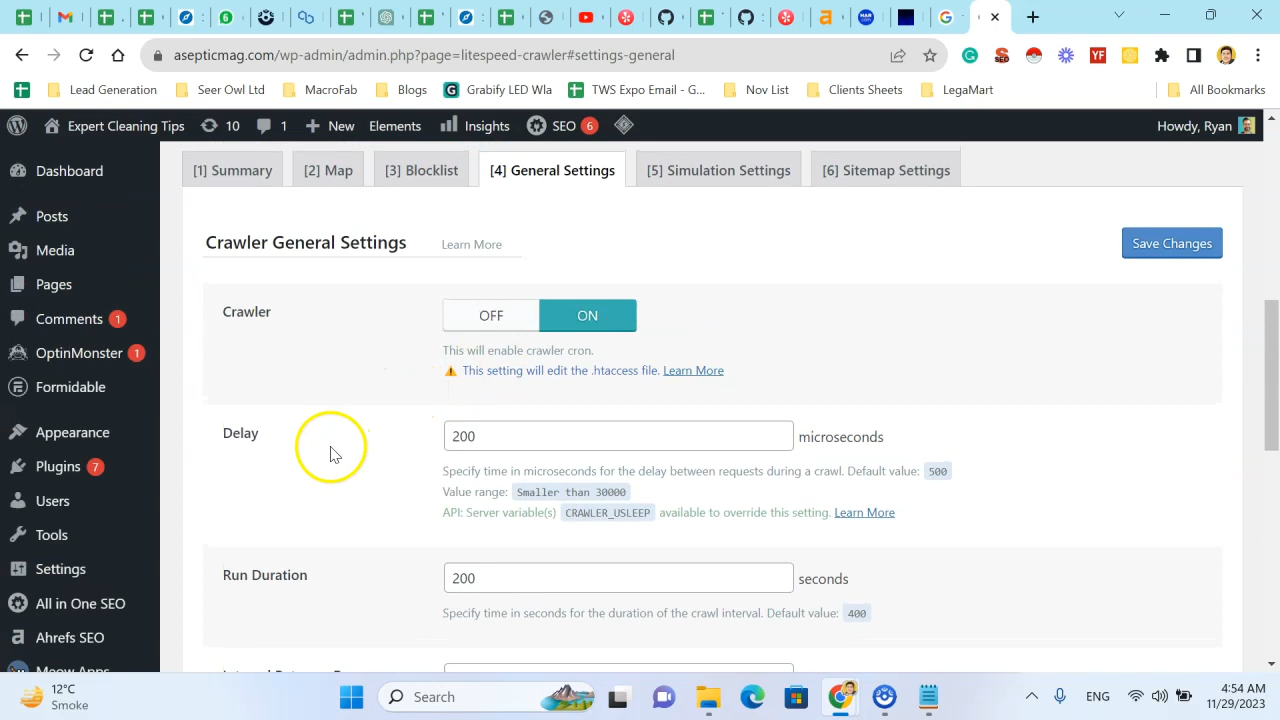 asepticmag.com/wpadmin/admin.php?page=litespeed-crawler#settings-general
Lead Generation
Seer Owl Ltd
MacroFab
Blogs
Grabify LED Wla
TWS Expo Email - G...
Nov List
Clients Sheets
LegaMart
All Bookmarks
Expert Cleaning Tips
10
1
New
Elements
Insights
SEO 6
Howdy, Ryan
Dashboard
Posts
Media
Pages
Comments 1
OptinMonster 1
Formidable
Appearance
Plugins 7
Users
Tools
Settings
All in One SEO
Ahrefs SEO
Meow Apps
[1] Summary
[2] Map
[3] Blocklist
[4] General Settings
[5] Simulation Settings
[6] Sitemap Settings
Crawler General Settings
Learn More
Save Changes
Crawler
OFF
ON
This will enable crawler cron.
This setting will edit the .htaccess file. Learn More
Delay
200
microseconds
Specify time in microseconds for the delay between requests during a crawl. Default value: 500
Value range: Smaller than 30000
API: Server variable(s) CRAWLER_USLEEP available to override this setting. Learn More
Run Duration
200
seconds
Specify time in seconds for the duration of the crawl interval. Default value: 400
12°C
Smoke
Search
ENG
4:54 AM
11/29/2023